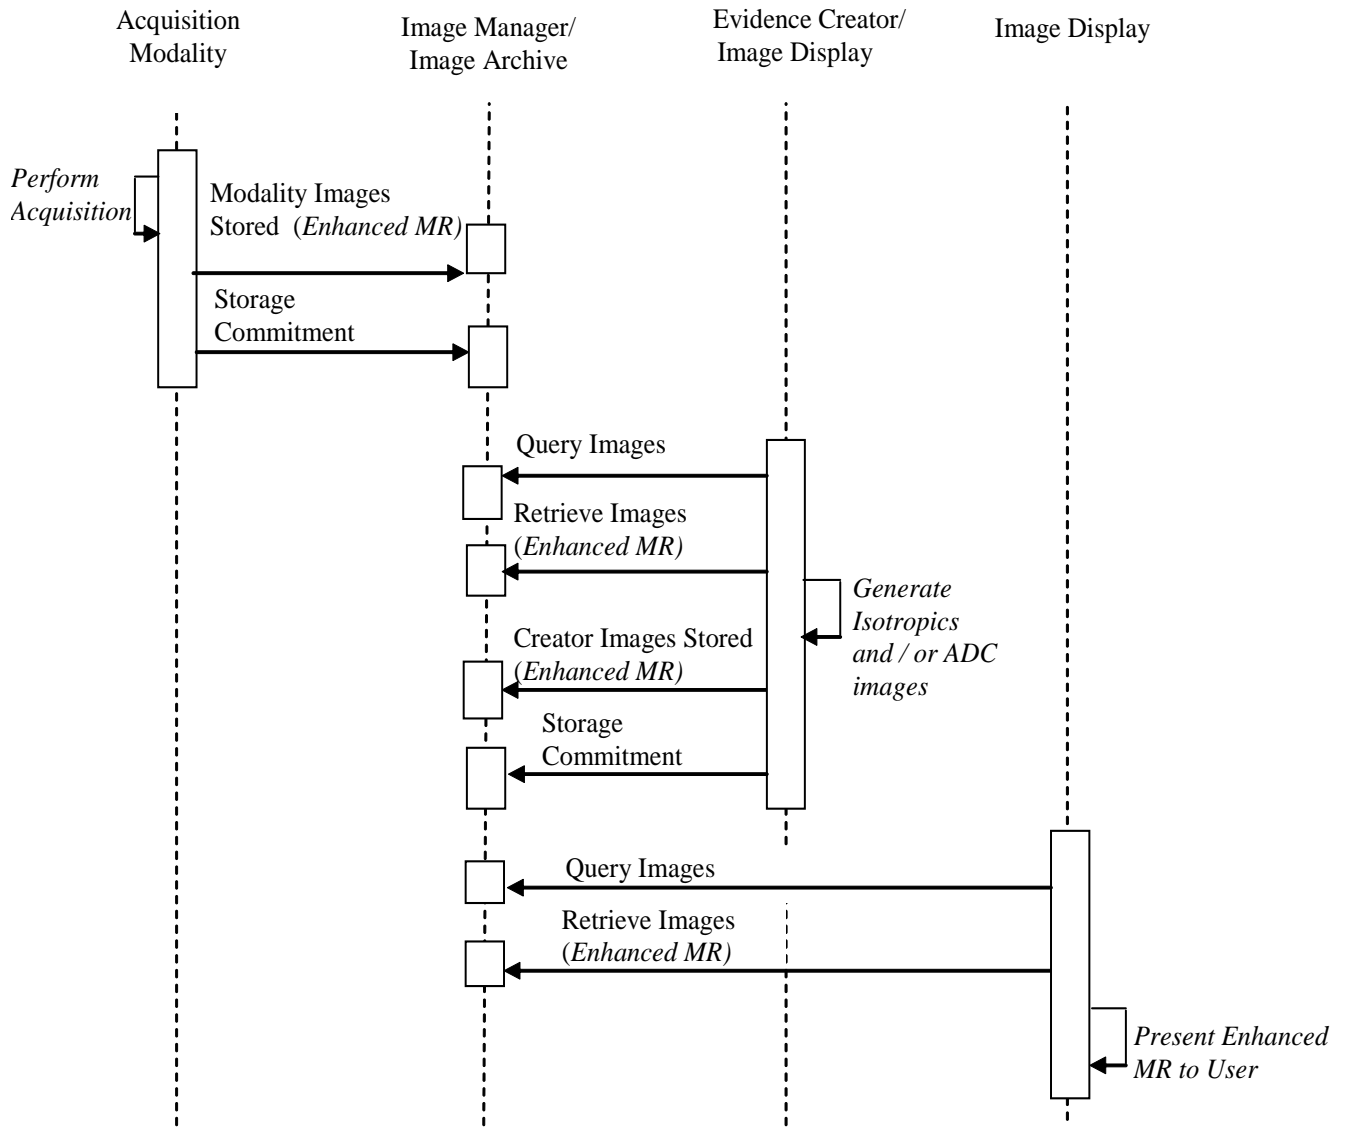 Acquisition
Modality
Image Manager/
Image Archive
Evidence Creator/
Image Display
Image Display
Perform
Acquisition
Modality Images
Stored (Enhanced MR)
Storage
Commitment
Query Images
Retrieve Images
(Enhanced MR)
Generate
Isotropics
and / or ADC
images
Creator Images Stored
(Enhanced MR)
Storage
Commitment
Query Images
Retrieve Images
(Enhanced MR)
Present Enhanced
MR to User